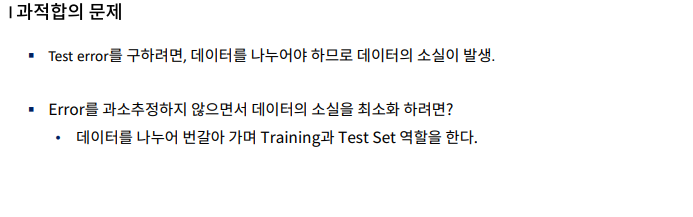 | 과적합의 문제
▪ Test error를 구하려면, 데이터를 나누어야 하므로 데이터의 소실이 발생.
▪ Error를 과소추정하지 않으면서 데이터의 소실을 최소화 하려면?
• 데이터를 나누어 번갈아 가며 Training과 Test Set 역할을 한다.